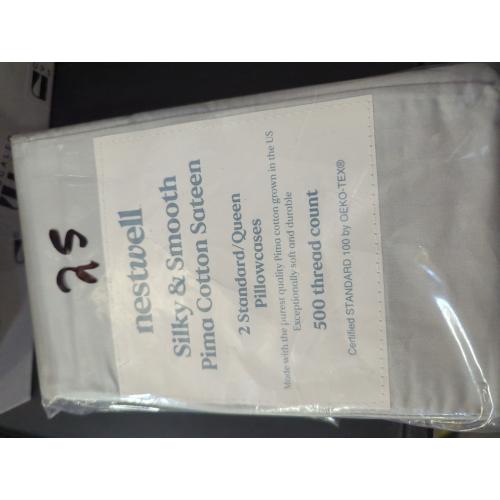 nestwell
Silky & Smooth
Pima Cotton Sateen
2 Standard/Queen
Pillowcases
Made with the purest quality Pima cotton grown in the US
Exceptionally soft and durable
500 thread count
Certified STANDARD 100 by OEKO-TEX®
25